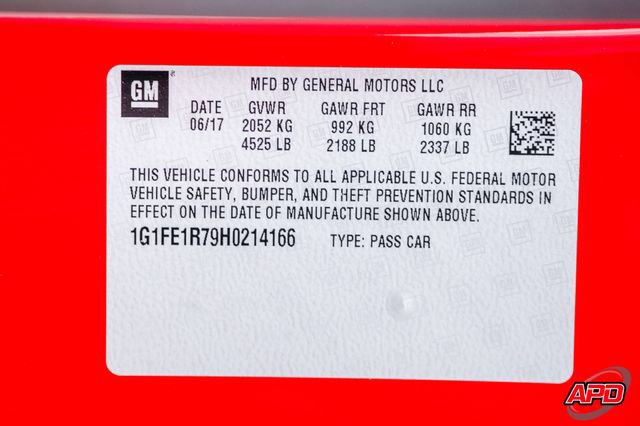 GM
MFD BY GENERAL MOTORS LLC
DATE GVWR GAWR FRT GAWR RR
06/17 2052 KG 992 KG 1060 KG
4525 LB 2188 LB 2337 LB
THIS VEHICLE CONFORMS TO ALL APPLICABLE U.S. FEDERAL MOTOR
VEHICLE SAFETY, BUMPER, AND THEFT PREVENTION STANDARDS IN
EFFECT ON THE DATE OF MANUFACTURE SHOWN ABOVE.
1G1FE1R79H0214166 TYPE: PASS CAR
APD